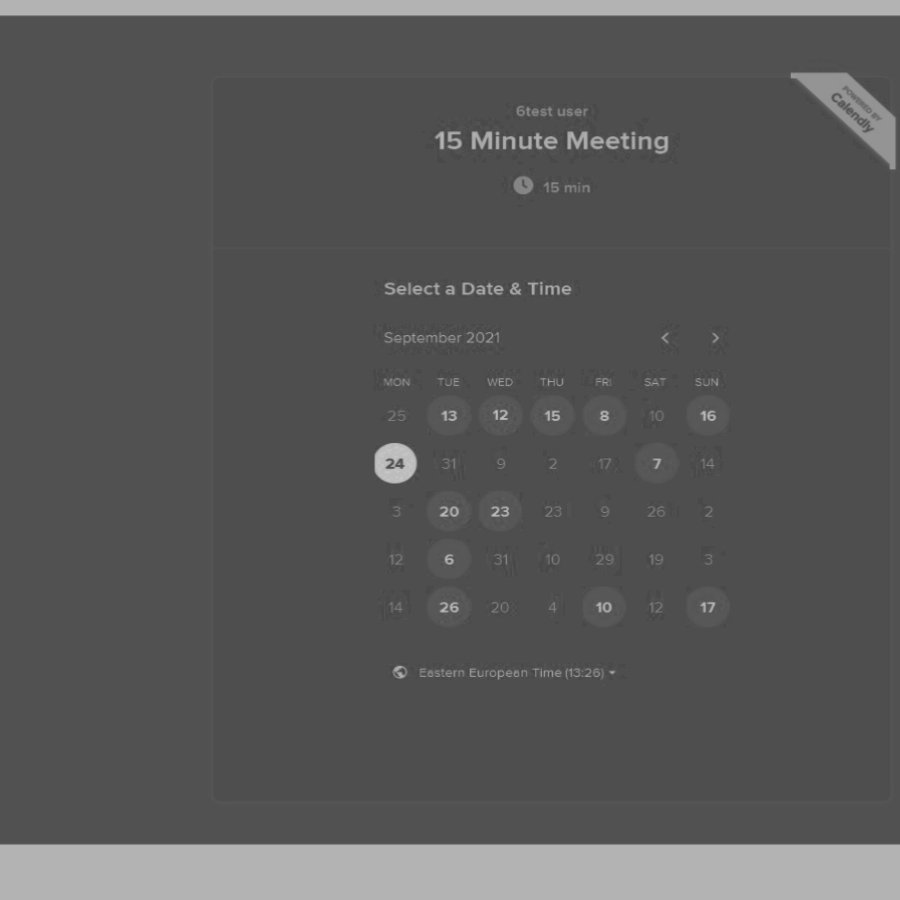 6test user
POWERED BY
Calendly
15 Minute Meeting
15 min
Select a Date & Time
September 2021
MON TUE WED THU FRI SAT SUN
25 13 12 15 8 10 16
24 31 9 2 17 7 14
3 20 23 23 9 26 2
12 6 31 10 29 19 3
14 26 20 4 10 12 17
Eastern European Time (13:26)